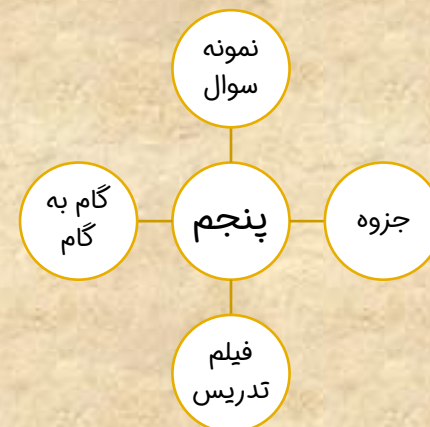 نمونه
سوال
جزوه
پنجم
گام به
گام
فیلم
تدریس